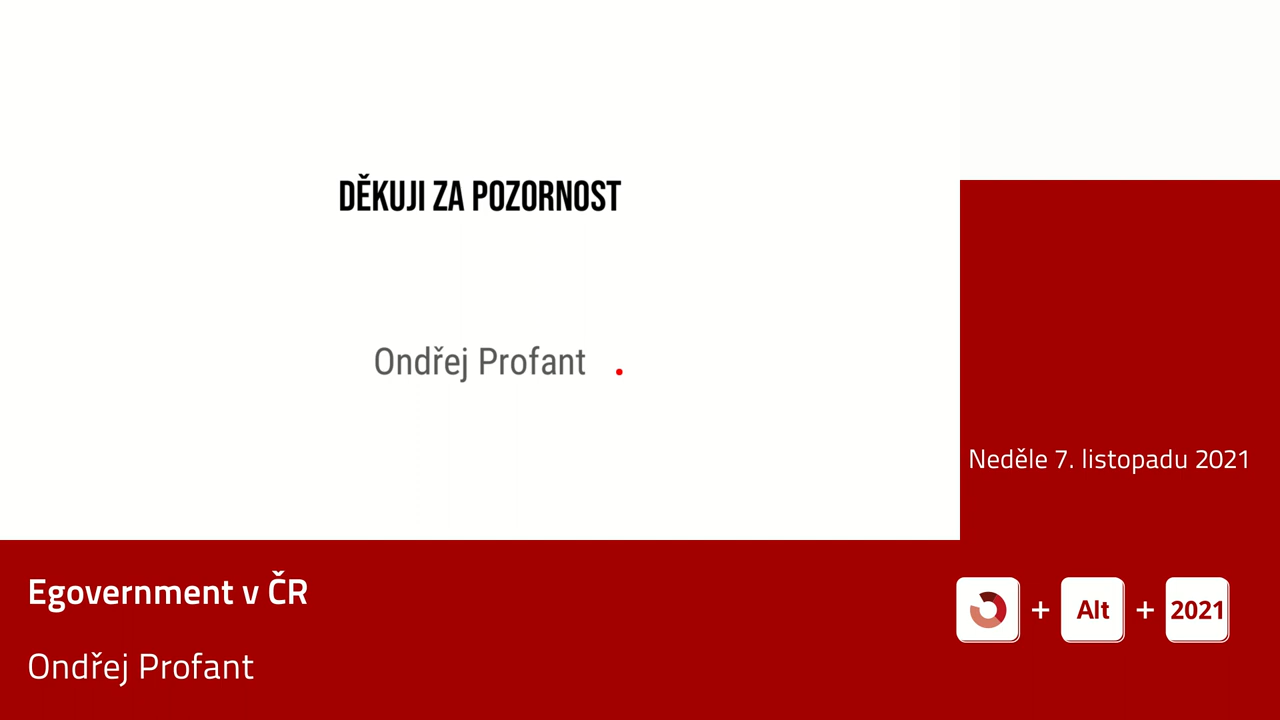 DĚKUJI ZA POZORNOST
Ondřej Profant .
Neděle 7. listopadu 2021
Egovernment v ČR
Ondřej Profant
+ Alt + 2021